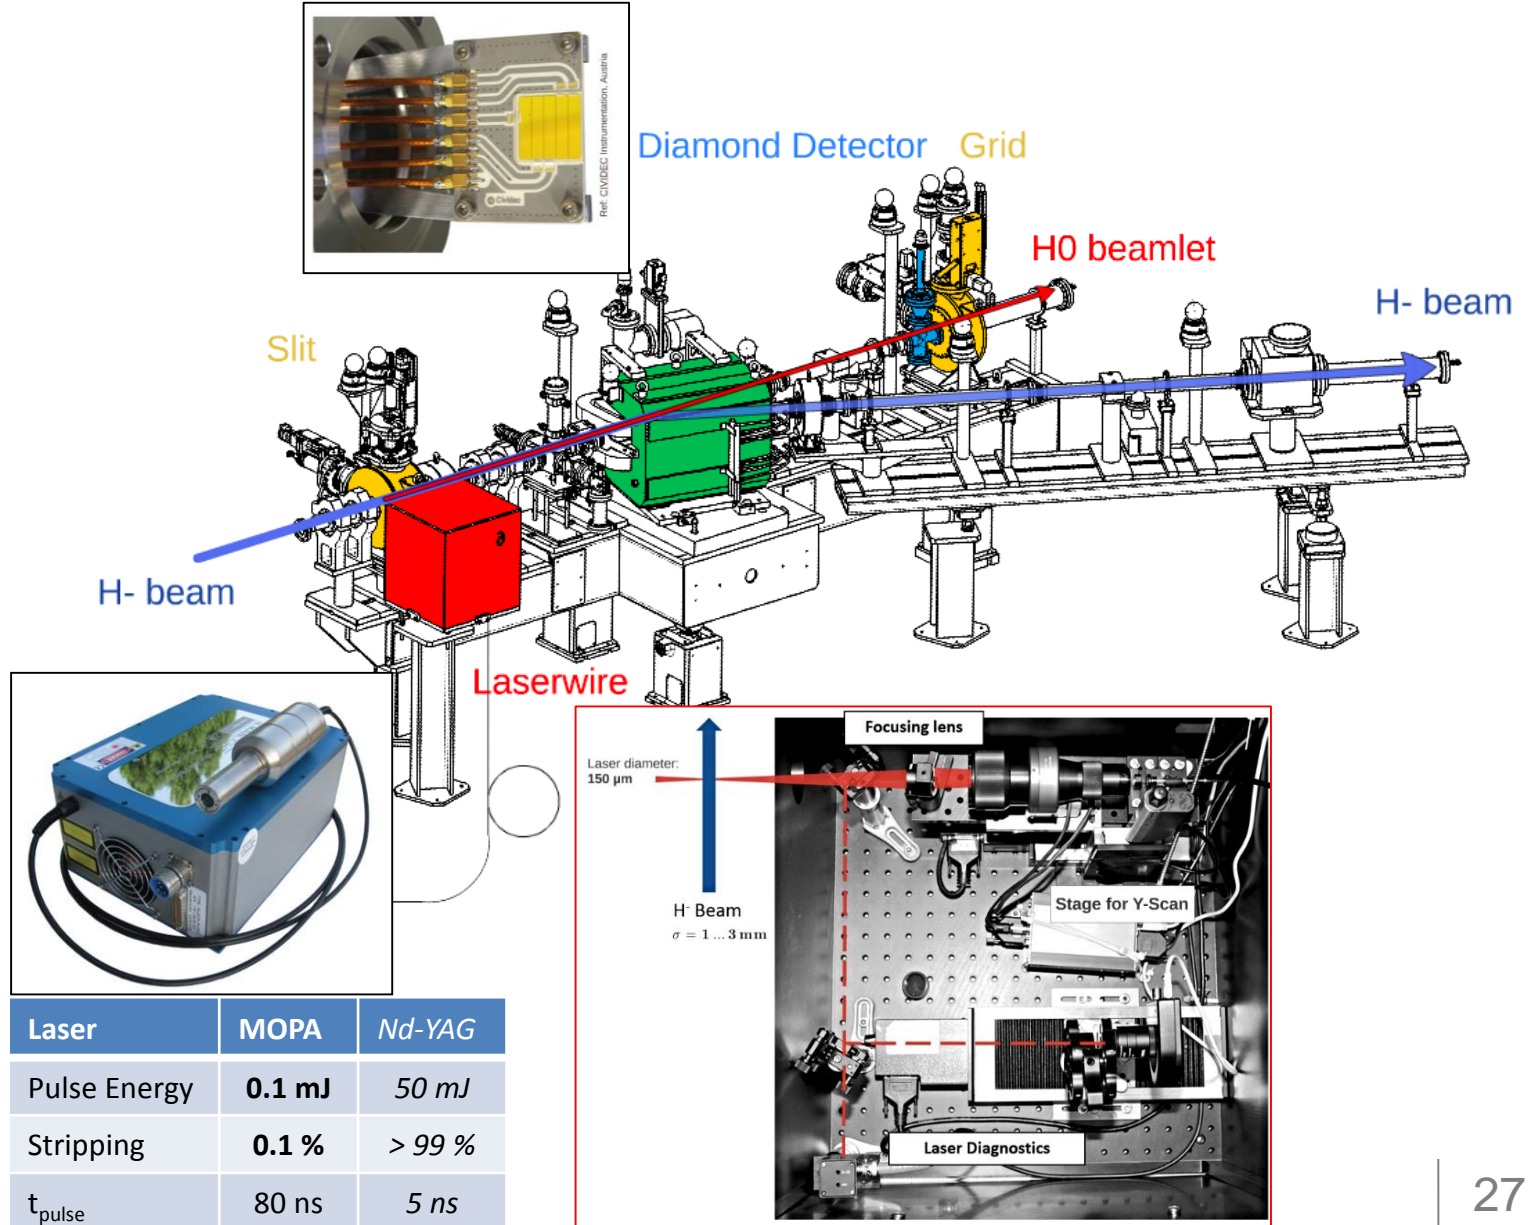 Ref: CIVIDEC Instrumentation, Austria
© Cividec
Diamond Detector
Grid
H0 beamlet
H- beam
Slit
H- beam
Laserwire
Focusing lens
Laser diameter:
150 µm
Stage for Y-Scan
H⁻ Beam
σ = 1 ... 3 mm
Laser Diagnostics
Laser MOPA Nd-YAG
Pulse Energy 0.1 mJ 50 mJ
Stripping 0.1 % > 99 %
t_pulse 80 ns 5 ns
27